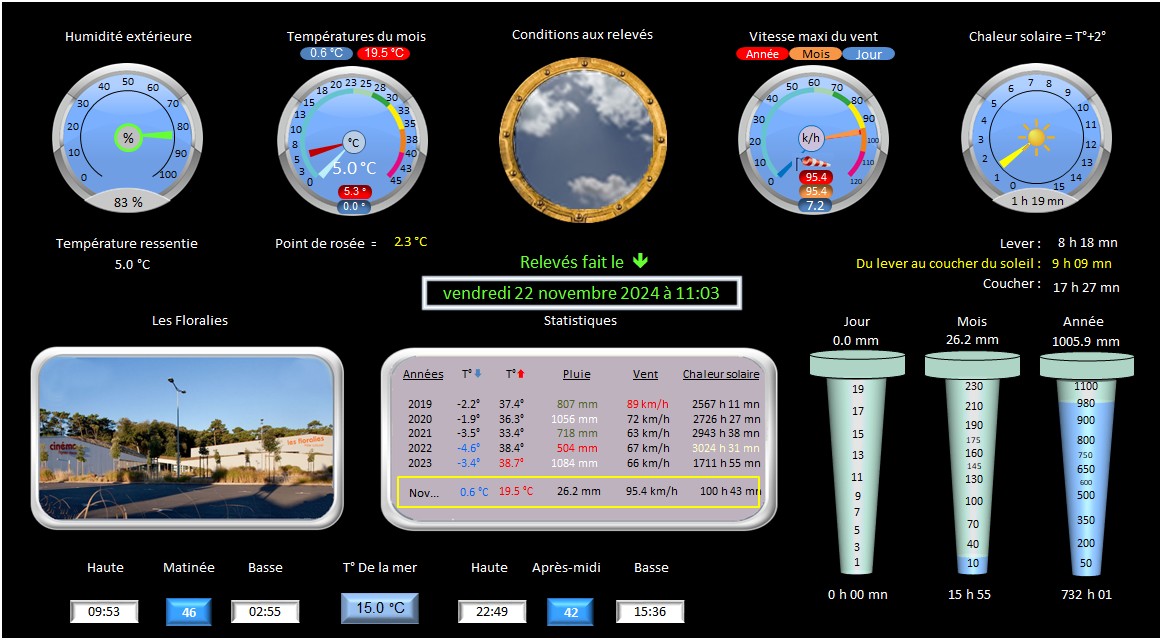 Humidité extérieure
Températures du mois
Conditions aux relevés
Vitesse maxi du vent
Chaleur solaire = T°+2°
0.6 °C 19.5 °C
Année Mois Jour
0 10 20 30 40 50 60 70 80 90 100
%
83 %
0 3 5 8 10 13 15 18 20 23 25 28 30 33 35 38 40 43 45
°C
5.0 °C
5.3 °
0.0 °
0 10 20 30 40 50 60 70 80 90 100 110 120
k/h
95.4
95.4
7.2
0 1 2 3 4 5 6 7 8 9 10 11 12 13 14 15
1 h 19 mn
Température ressentie
5.0 °C
Point de rosée = 2.3 °C
Relevés fait le
vendredi 22 novembre 2024 à 11:03
Lever : 8 h 18 mn
Du lever au coucher du soleil : 9 h 09 mn
Coucher : 17 h 27 mn
Les Floralies
cinéma
les floralies
Statistiques
Années T° T° Pluie Vent Chaleur solaire
2019 -2.2° 37.4° 807 mm 89 km/h 2567 h 11 mn
2020 -1.9° 36.3° 1056 mm 72 km/h 2726 h 27 mn
2021 -3.5° 33.4° 718 mm 63 km/h 2943 h 38 mn
2022 -4.6° 38.4° 504 mm 67 km/h 3024 h 31 mn
2023 -3.4° 38.7° 1084 mm 66 km/h 1711 h 55 mn
Nov... 0.6 °C 19.5 °C 26.2 mm 95.4 km/h 100 h 43 mn
Jour
0.0 mm
19
17
15
13
11
9
7
5
3
1
0 h 00 mn
Mois
26.2 mm
230
210
190
175
160
145
130
100
70
40
10
15 h 55
Année
1005.9 mm
1100
980
900
800
750
650
600
500
350
200
50
732 h 01
Haute Matinée Basse T° De la mer Haute Après-midi Basse
09:53 46 02:55 15.0 °C 22:49 42 15:36